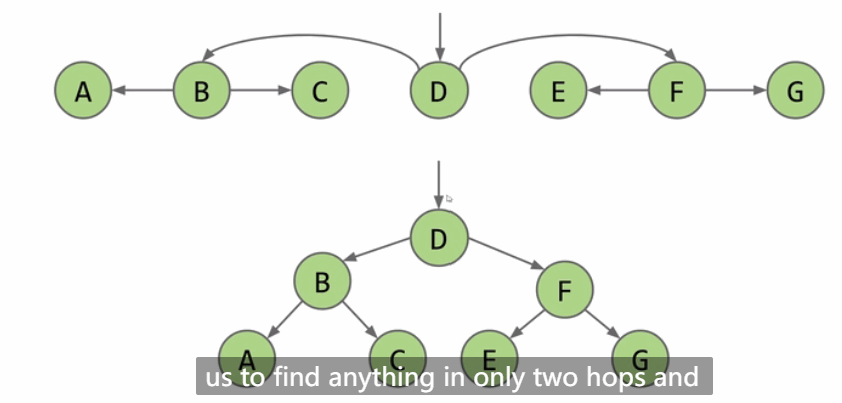 A B C D E F G
D
B F
A C E G
us to find anything in only two hops and